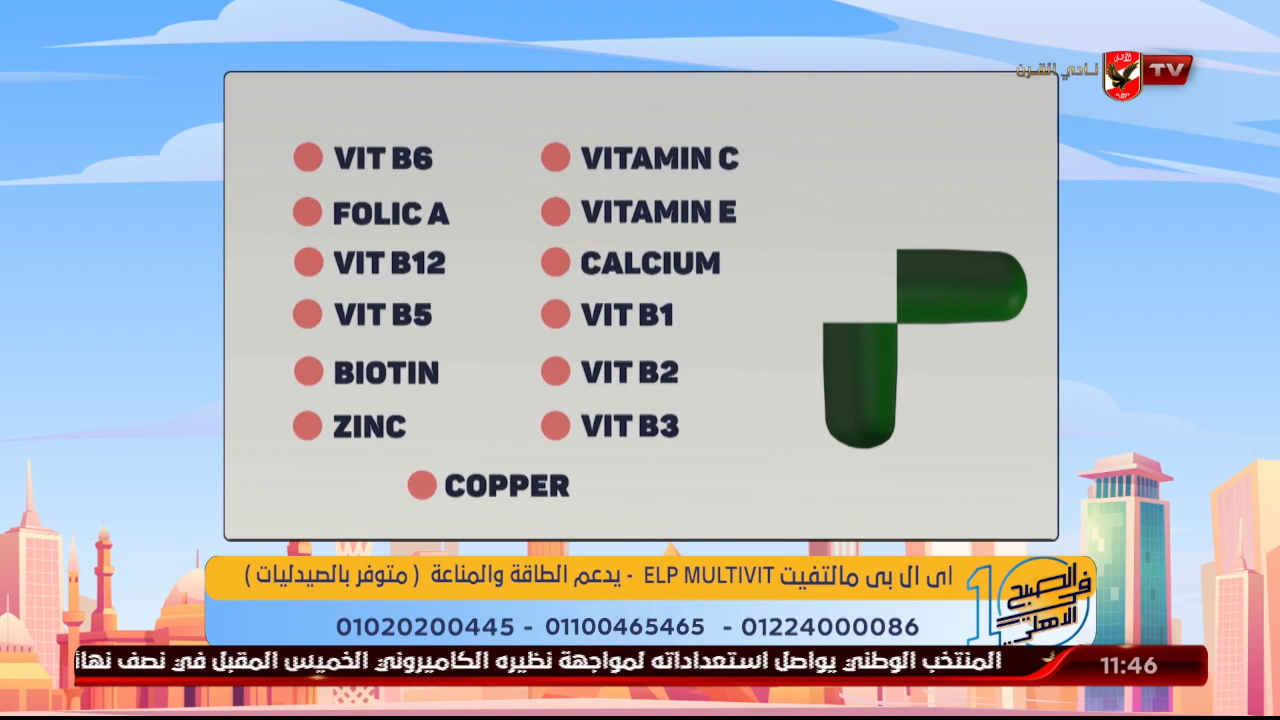 نادي القرن TV
VIT B6
FOLIC A
VIT B12
VIT B5
BIOTIN
ZINC
VITAMIN C
VITAMIN E
CALCIUM
VIT B1
VIT B2
VIT B3
COPPER
اى ال بى مالتفيت ELP MULTIVIT - يدعم الطاقة والمناعة ( متوفر بالصيدليات )
01020200445 - 01100465465 - 01224000086
10 الصبح في الأهلي
المنتخب الوطني يواصل استعداداته لمواجهة نظيره الكاميروني الخميس المقبل في نصف نهائ
11:46